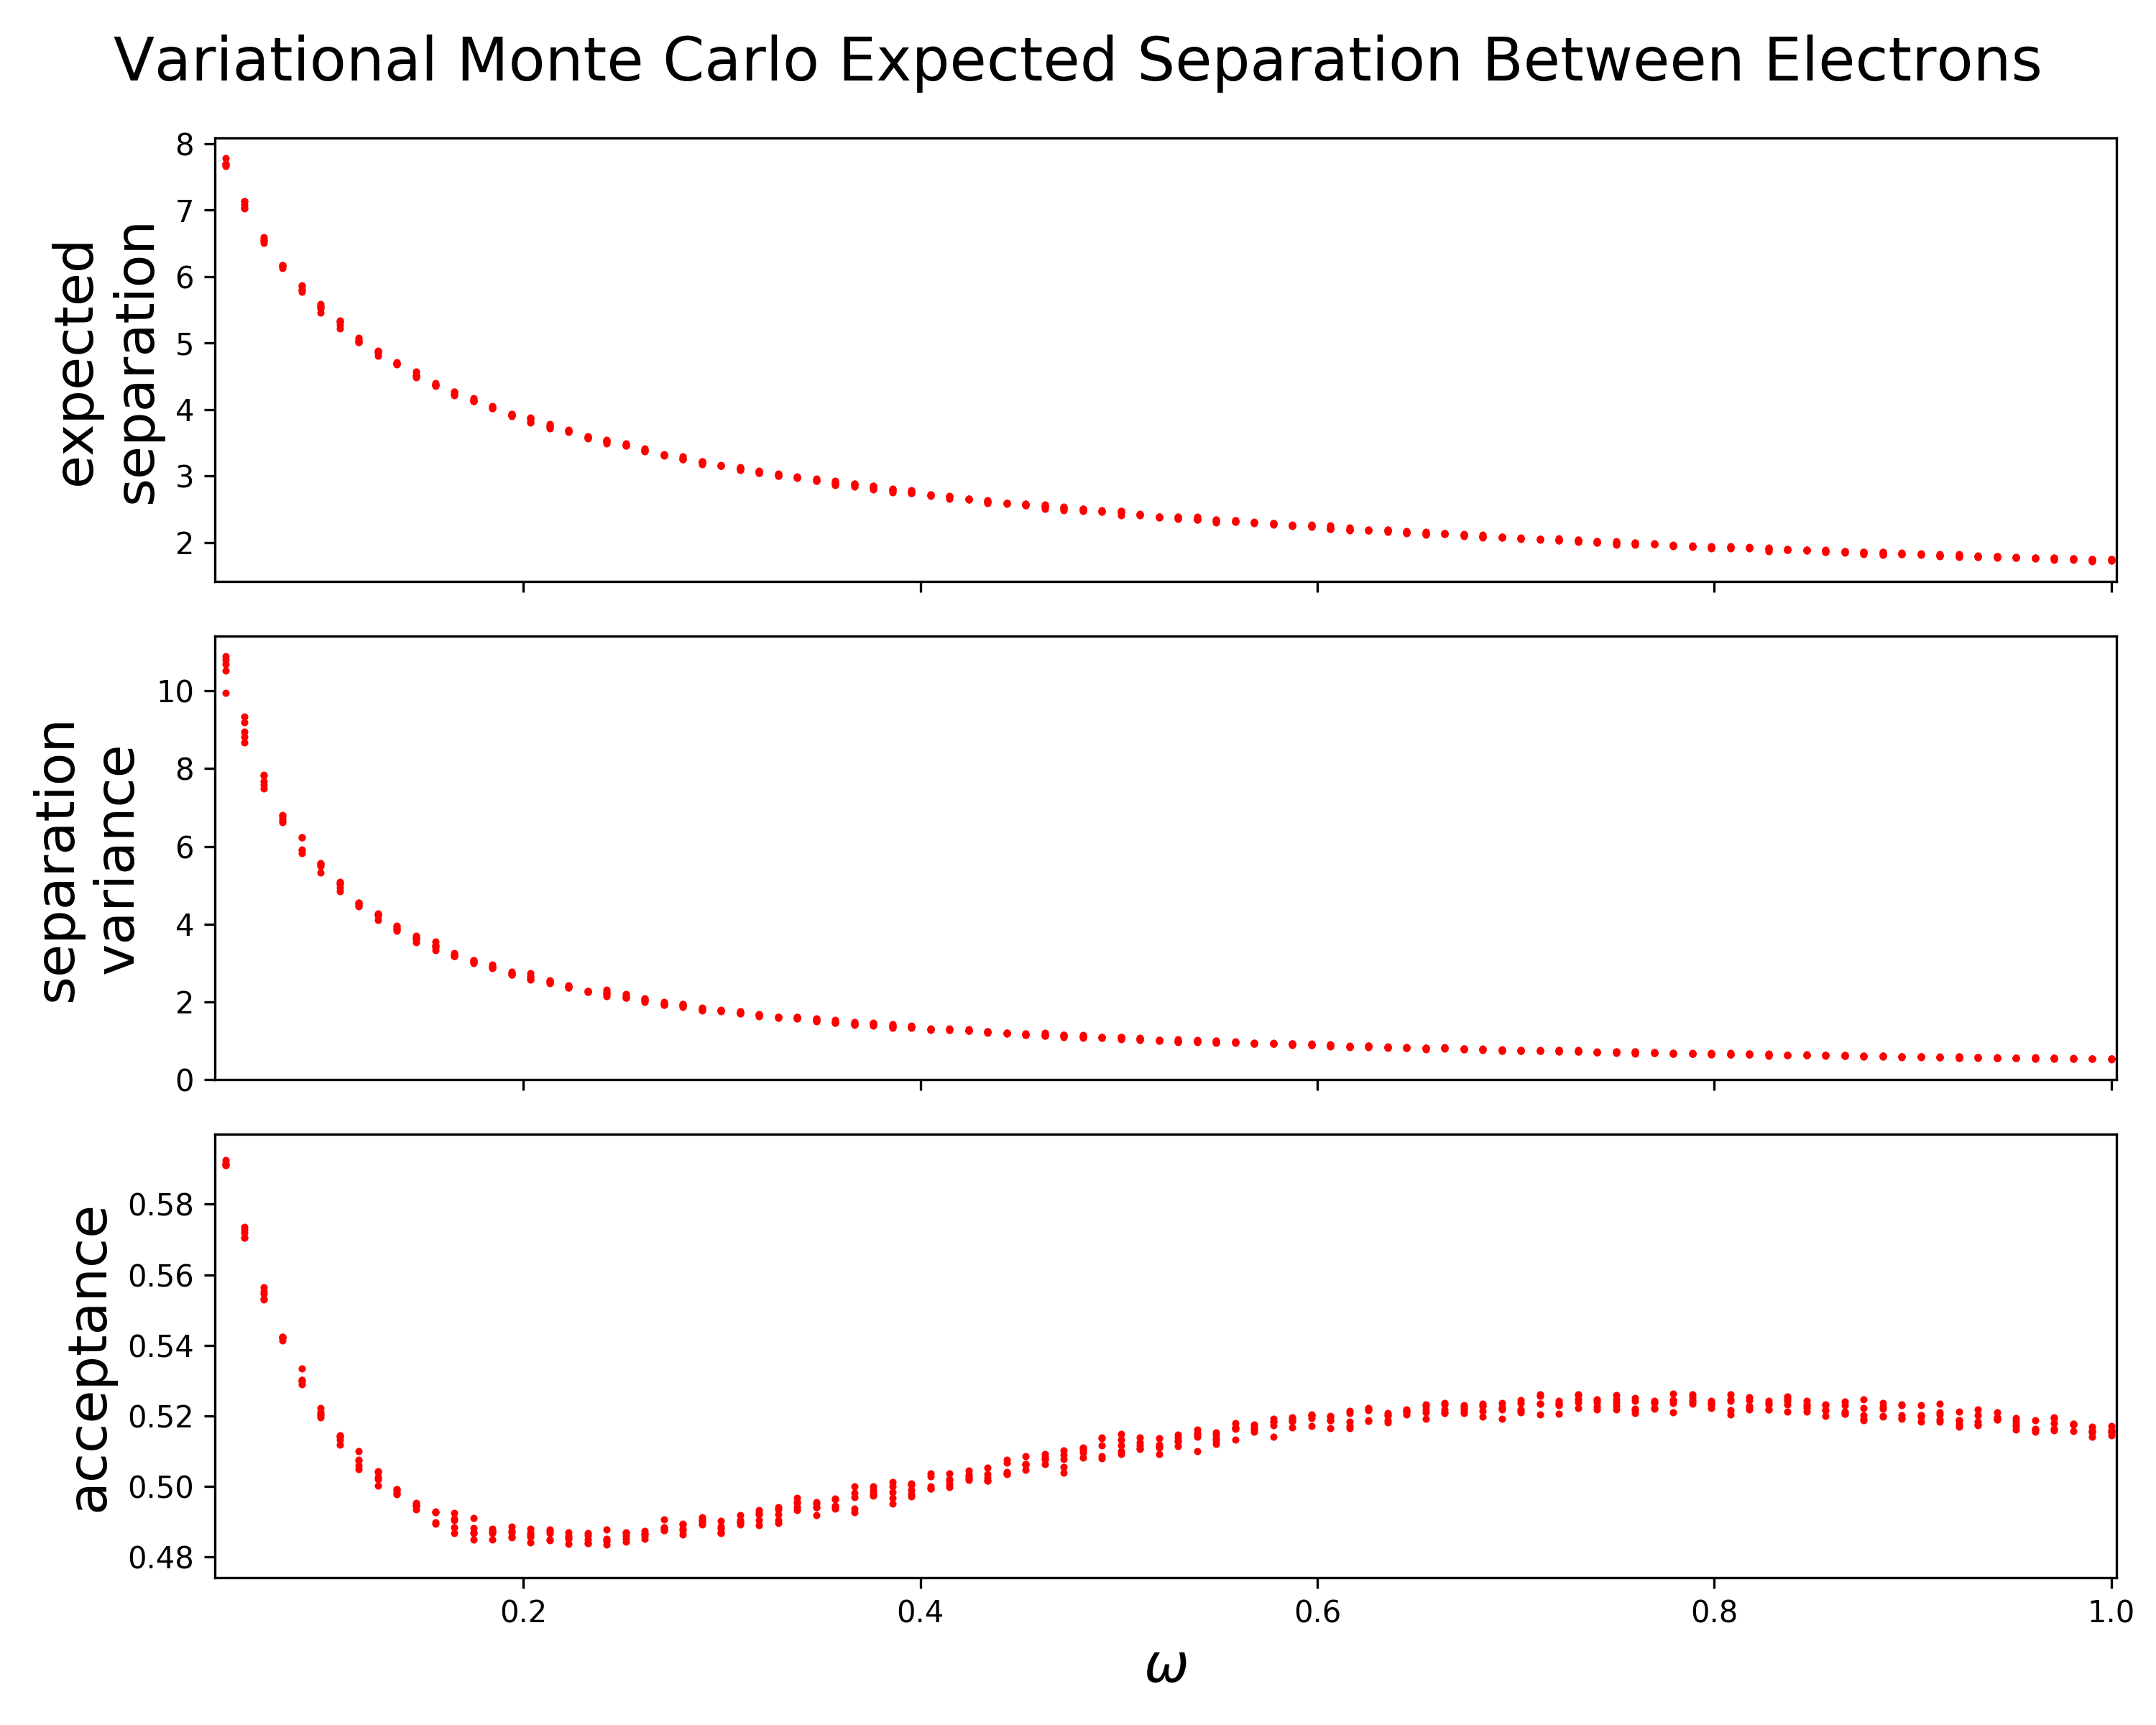 Variational Monte Carlo Expected Separation Between Electrons
expected
separation
8
7
6
5
4
3
2
separation
variance
10
8
6
4
2
0
acceptance
0.58
0.56
0.54
0.52
0.50
0.48
0.2 0.4 0.6 0.8 1.0
ω